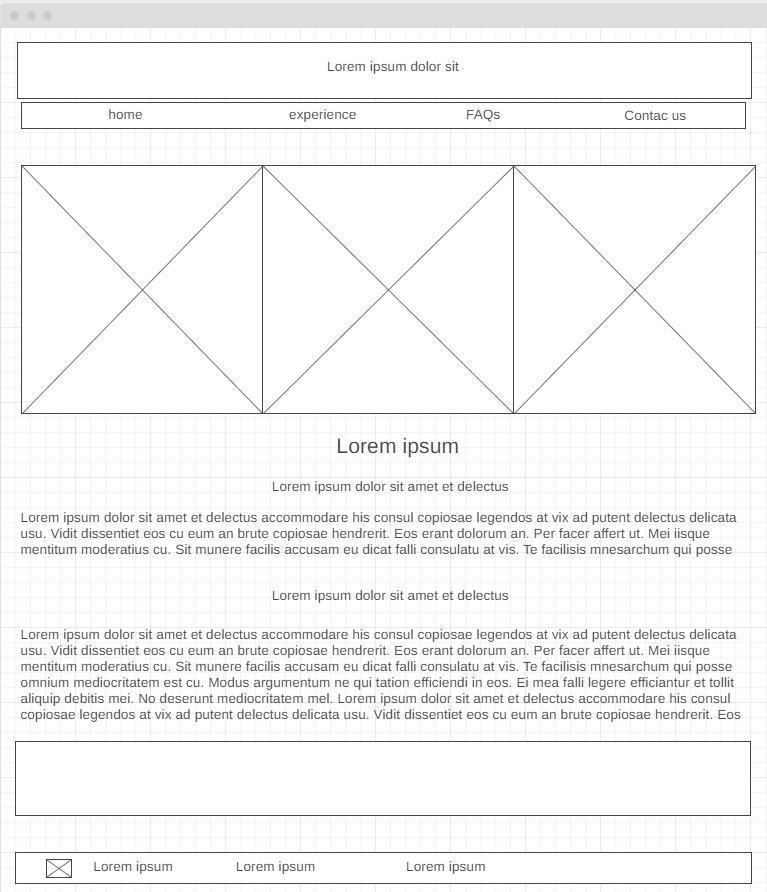 Lorem ipsum dolor sit
home experience FAQs Contac us
Lorem ipsum
Lorem ipsum dolor sit amet et delectus
Lorem ipsum dolor sit amet et delectus accommodare his consul copiosae legendos at vix ad putent delectus delicata
usu. Vidit dissentiet eos cu eum an brute copiosae hendrerit. Eos erant dolorum an. Per facer affert ut. Mei iisque
mentitum moderatius cu. Sit munere facilis accusam eu dicat falli consulatu at vis. Te facilisis mnesarchum qui posse
Lorem ipsum dolor sit amet et delectus
Lorem ipsum dolor sit amet et delectus accommodare his consul copiosae legendos at vix ad putent delectus delicata
usu. Vidit dissentiet eos cu eum an brute copiosae hendrerit. Eos erant dolorum an. Per facer affert ut. Mei iisque
mentitum moderatius cu. Sit munere facilis accusam eu dicat falli consulatu at vis. Te facilisis mnesarchum qui posse
omnium mediocritatem est cu. Modus argumentum ne qui tation efficiendi in eos. Ei mea falli legere efficiantur et tollit
aliquip debitis mei. No deserunt mediocritatem mel. Lorem ipsum dolor sit amet et delectus accommodare his consul
copiosae legendos at vix ad putent delectus delicata usu. Vidit dissentiet eos cu eum an brute copiosae hendrerit. Eos
Lorem ipsum Lorem ipsum Lorem ipsum